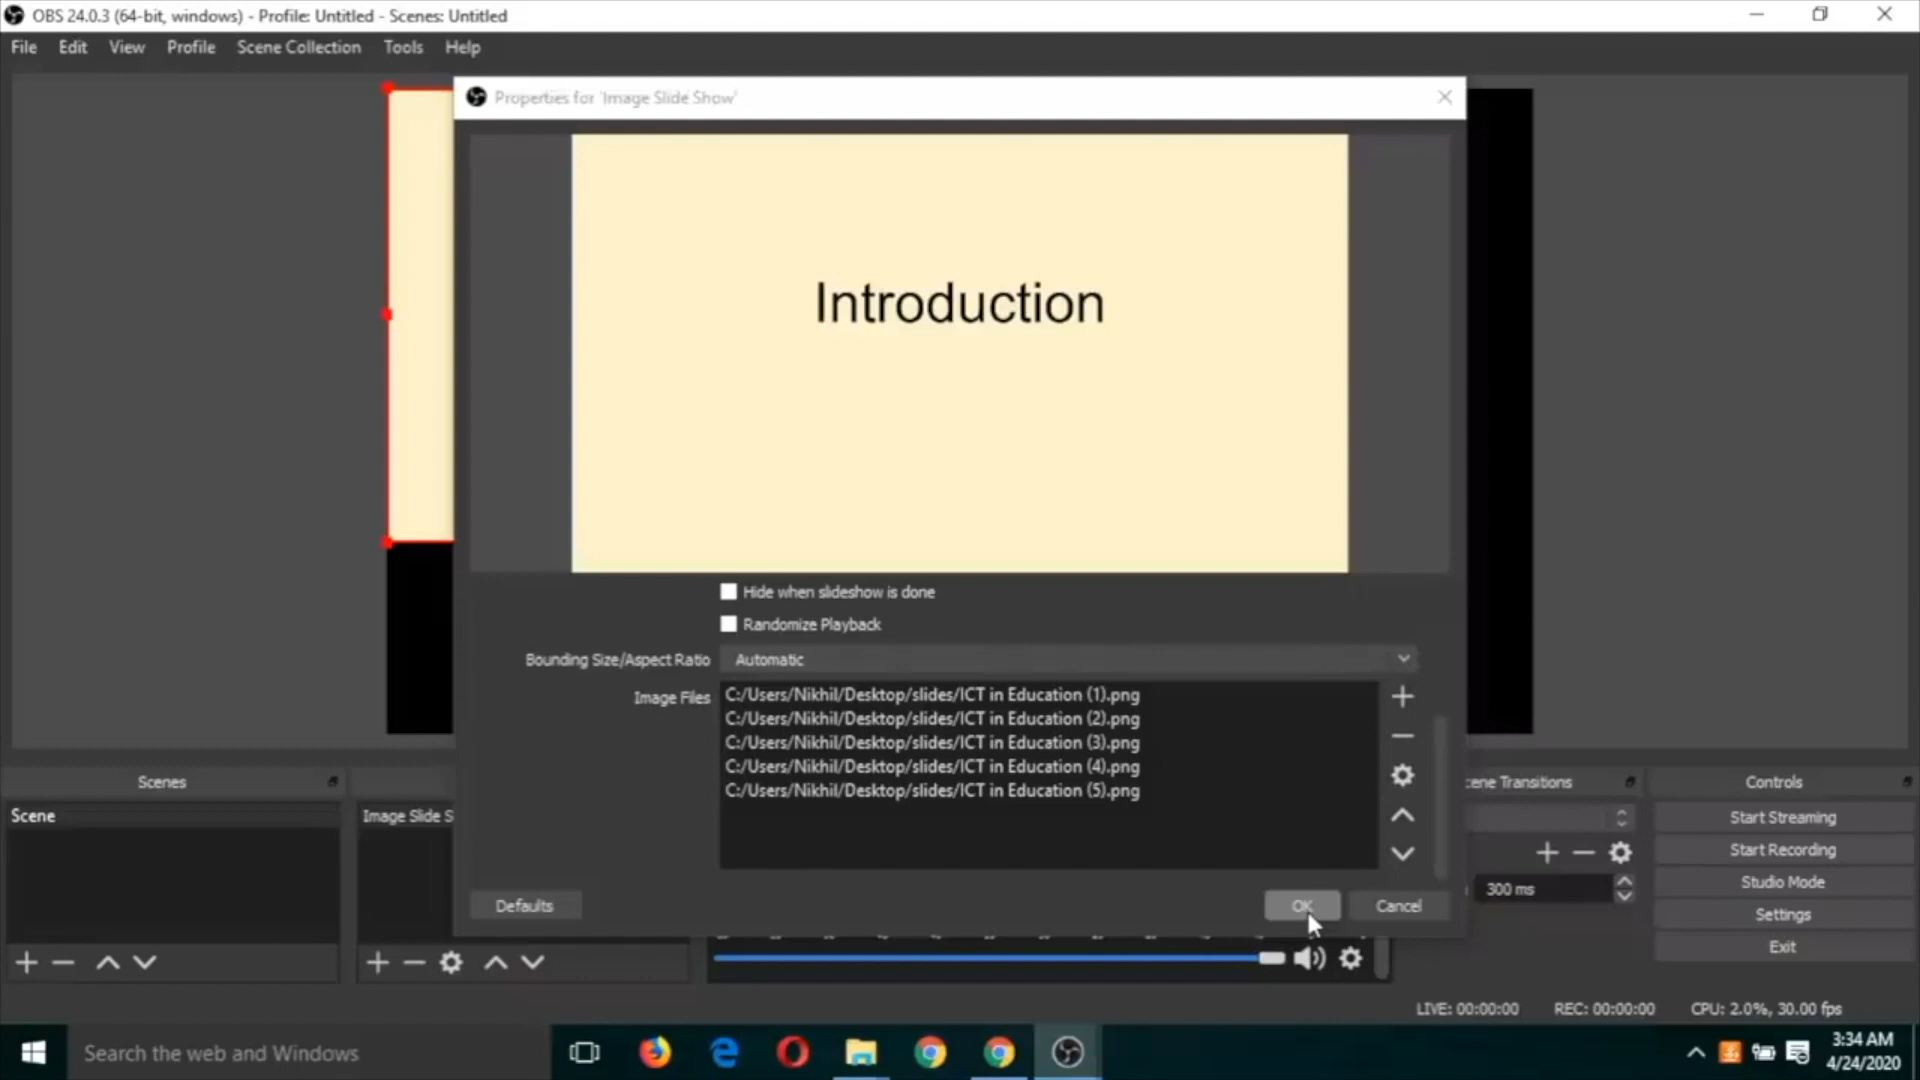 OBS 24.0.3 (64-bit, windows) - Profile: Untitled - Scenes: Untitled
File Edit View Profile Scene Collection Tools Help
Properties for 'Image Slide Show'
Introduction
Hide when slideshow is done
Randomize Playback
Bounding Size/Aspect Ratio Automatic
Image Files
C:/Users/Nikhil/Desktop/slides/ICT in Education (1).png
C:/Users/Nikhil/Desktop/slides/ICT in Education (2).png
C:/Users/Nikhil/Desktop/slides/ICT in Education (3).png
C:/Users/Nikhil/Desktop/slides/ICT in Education (4).png
C:/Users/Nikhil/Desktop/slides/ICT in Education (5).png
Defaults OK Cancel
Scenes
Scene
Image Slide S
cene Transitions
300 ms
Controls
Start Streaming
Start Recording
Studio Mode
Settings
Exit
LIVE: 00:00:00 REC: 00:00:00 CPU: 2.0%, 30.00 fps
Search the web and Windows
3:34 AM
4/24/2020